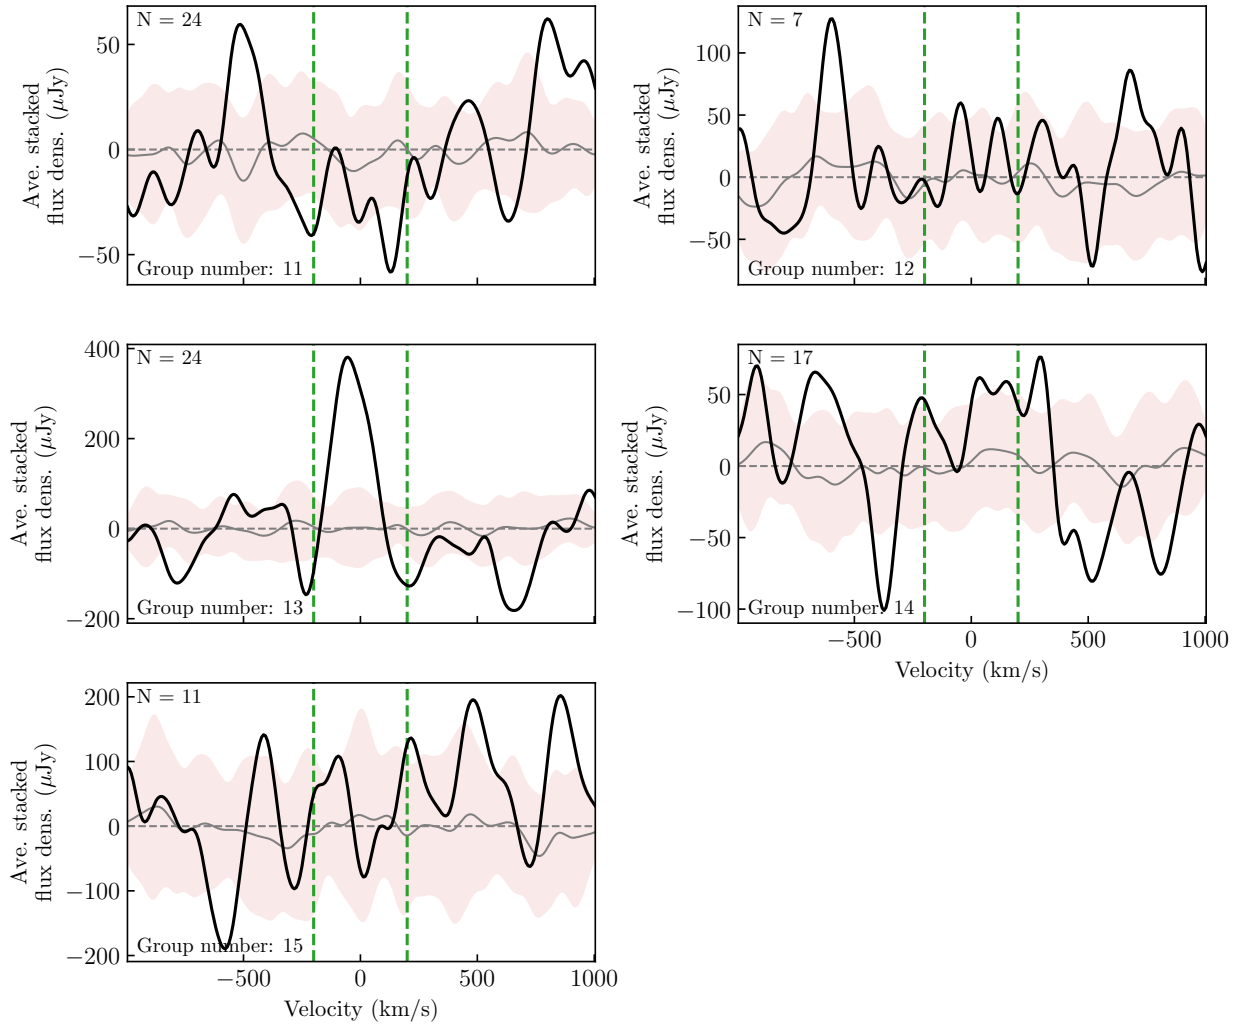 N = 24
50
0
−50
Ave. stacked
flux dens. (μJy)
Group number: 11
N = 7
100
50
0
−50
Ave. stacked
flux dens. (μJy)
Group number: 12
N = 24
400
200
0
−200
Ave. stacked
flux dens. (μJy)
Group number: 13
N = 17
50
0
−50
−100
Ave. stacked
flux dens. (μJy)
Group number: 14
−500 0 500 1000
Velocity (km/s)
N = 11
200
100
0
−100
−200
Ave. stacked
flux dens. (μJy)
Group number: 15
−500 0 500 1000
Velocity (km/s)